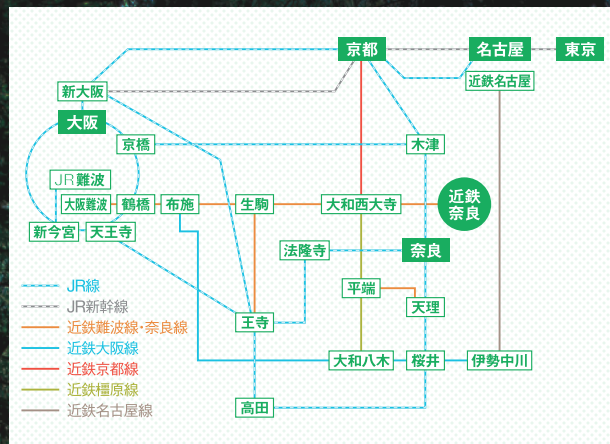 京都
名古屋
東京
近鉄名古屋
新大阪
大阪
京橋
木津
JR難波
大阪難波
鶴橋
布施
生駒
大和西大寺
近鉄
奈良
新今宮
天王寺
法隆寺
奈良
平端
天理
王寺
大和八木
桜井
伊勢中川
高田
JR線
JR新幹線
近鉄難波線・奈良線
近鉄大阪線
近鉄京都線
近鉄橿原線
近鉄名古屋線